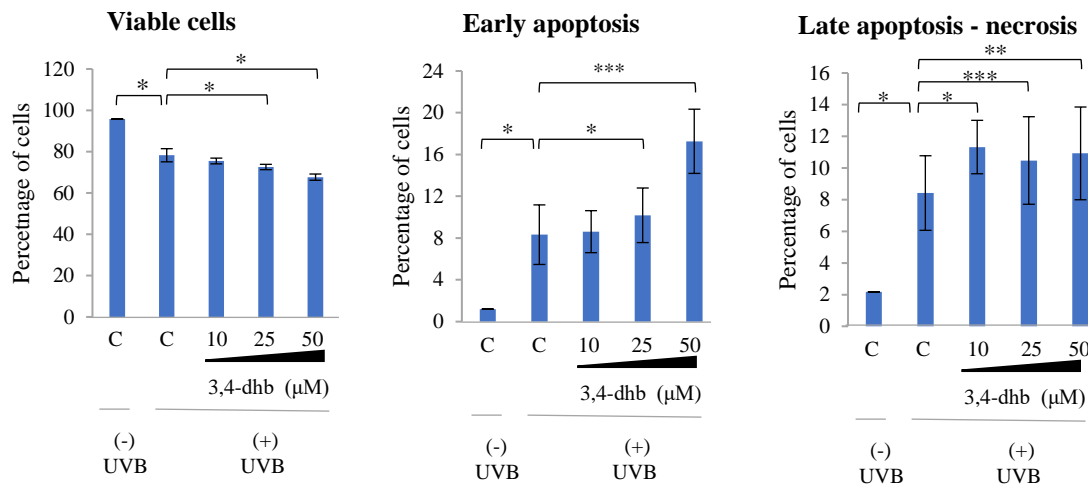 Viable cells
*
*
*
Percetnage of cells
120
100
80
60
40
20
0
C C 10 25 50
3,4-dhb (μM)
(-) (+)
UVB UVB
Early apoptosis
***
*
*
Percentage of cells
24
20
16
12
8
4
0
C C 10 25 50
3,4-dhb (μM)
(-) (+)
UVB UVB
Late apoptosis - necrosis
**
***
*
*
Percentage of cells
16
14
12
10
8
6
4
2
0
C C 10 25 50
3,4-dhb (μM)
(-) (+)
UVB UVB